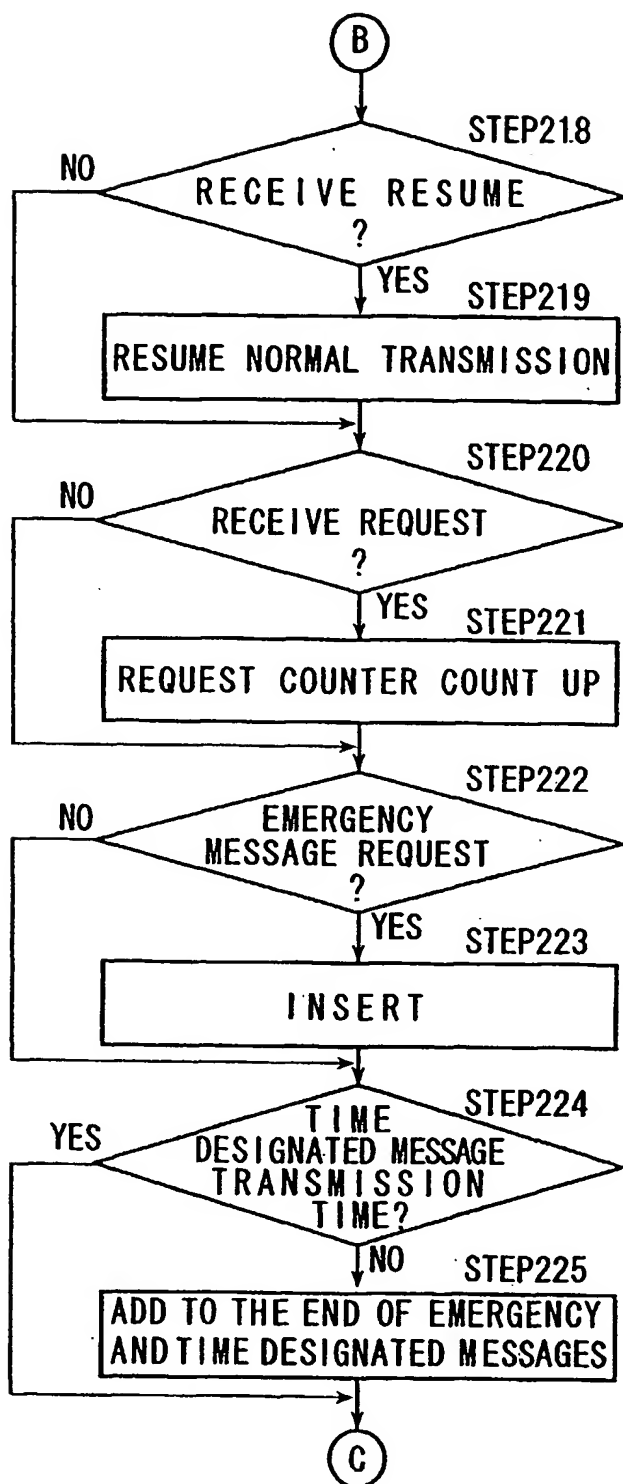 B
STEP218
NO
RECEIVE RESUME
?
YES
STEP219
RESUME NORMAL TRANSMISSION
STEP220
NO
RECEIVE REQUEST
?
YES
STEP221
REQUEST COUNTER COUNT UP
STEP222
NO
EMERGENCY
MESSAGE REQUEST
?
YES
STEP223
INSERT
STEP224
YES
TIME
DESIGNATED MESSAGE
TRANSMISSION
TIME?
NO
STEP225
ADD TO THE END OF EMERGENCY
AND TIME DESIGNATED MESSAGES
C